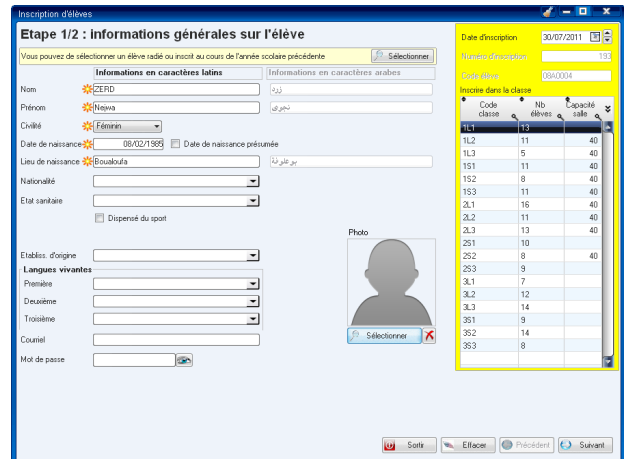 Inscription d'élèves
Etape 1/2 : informations générales sur l'élève
Vous pouvez de sélectionner un élève radié ou inscrit au cours de l'année scolaire précédente
Sélectionner
Informations en caractères latins
Informations en caractères arabes
Nom
ZERD
زرد
Prénom
Nejwa
نجوى
Civilité
Féminin
Date de naissance
08/02/1985
Date de naissance présumée
Lieu de naissance
Boualoufa
Nationalité
Etat sanitaire
Dispensé du sport
Photo
Etabliss. d'origine
Langues vivantes
Première
Deuxième
Troisième
Sélectionner
Courriel
Mot de passe
Date d'inscription
30/07/2011
Numéro d'inscription
193
Code élève
08A0004
Inscrire dans la classe
Code classe Nb élèves Capacité salle
1L1 13
1L2 11 40
1L3 5 40
1S1 11 40
1S2 8 40
1S3 11 40
2L1 16 40
2L2 11 40
2L3 13 40
2S1 10
2S2 8 40
2S3 9
3L1 7
3L2 12
3L3 14
3S1 9
3S2 14
3S3 8
Sortir
Effacer
Précédent
Suivant